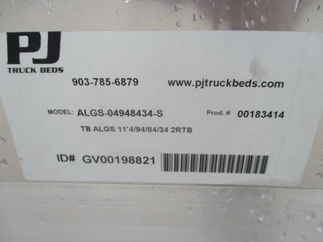 PJ
TRUCK BEDS
903-785-6879 www.pjtruckbeds.com
MODEL: ALGS-04948434-S Prod. # 00183414
TB ALGS 11'4/94/84/34 2RTB
ID# GV00198821